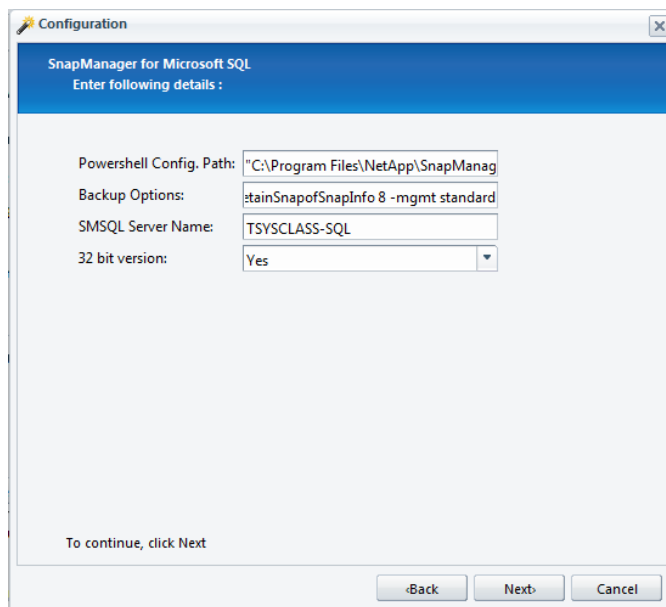 Configuration
SnapManager for Microsoft SQL
Enter following details :
Powershell Config. Path: "C:\Program Files\NetApp\SnapManag
Backup Options: etainSnapofSnapInfo 8 -mgmt standard
SMSQL Server Name: TSYSCLASS-SQL
32 bit version: Yes
To continue, click Next
‹Back Next› Cancel